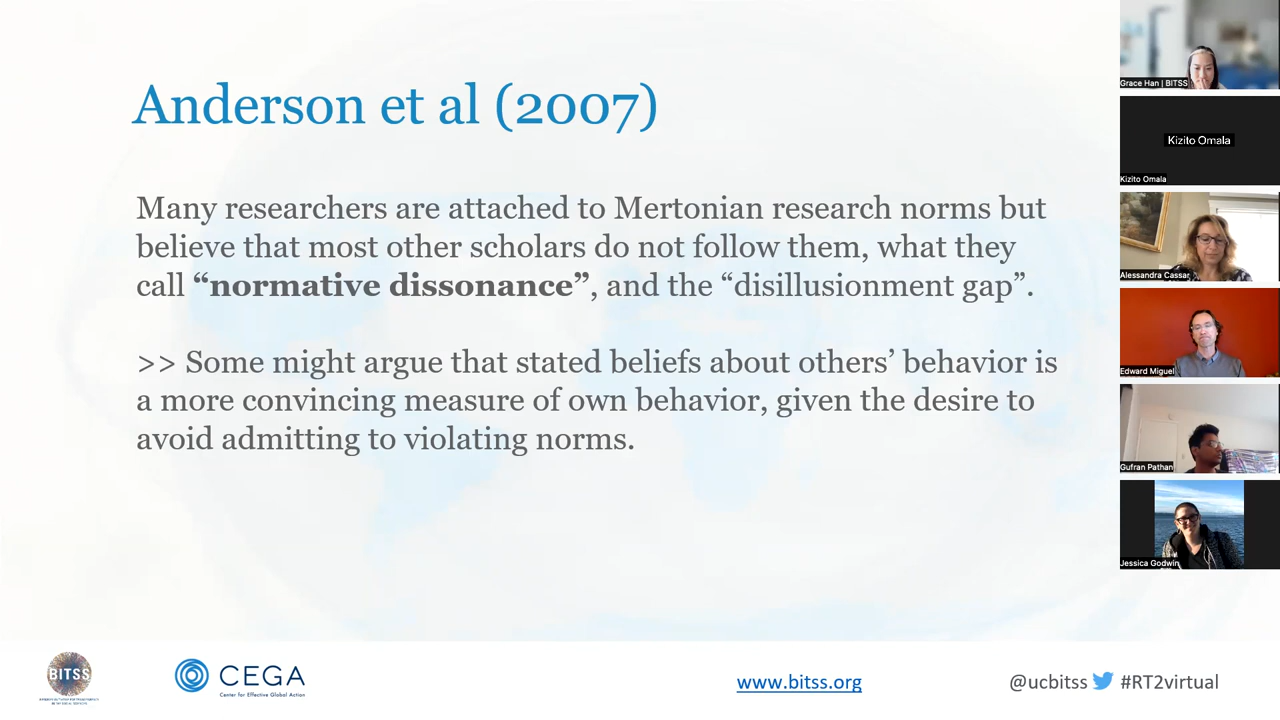 Anderson et al (2007)
Many researchers are attached to Mertonian research norms but
believe that most other scholars do not follow them, what they
call “normative dissonance”, and the “disillusionment gap”.
>> Some might argue that stated beliefs about others’ behavior is
a more convincing measure of own behavior, given the desire to
avoid admitting to violating norms.
Grace Han | BITSS
Kizito Omala
Kizito Omala
Alessandra Cassar
Edward Miguel
Gufran Pathan
Jessica Godwin
BITSS
CEGA
Center for Effective Global Action
www.bitss.org
@ucbitss #RT2virtual